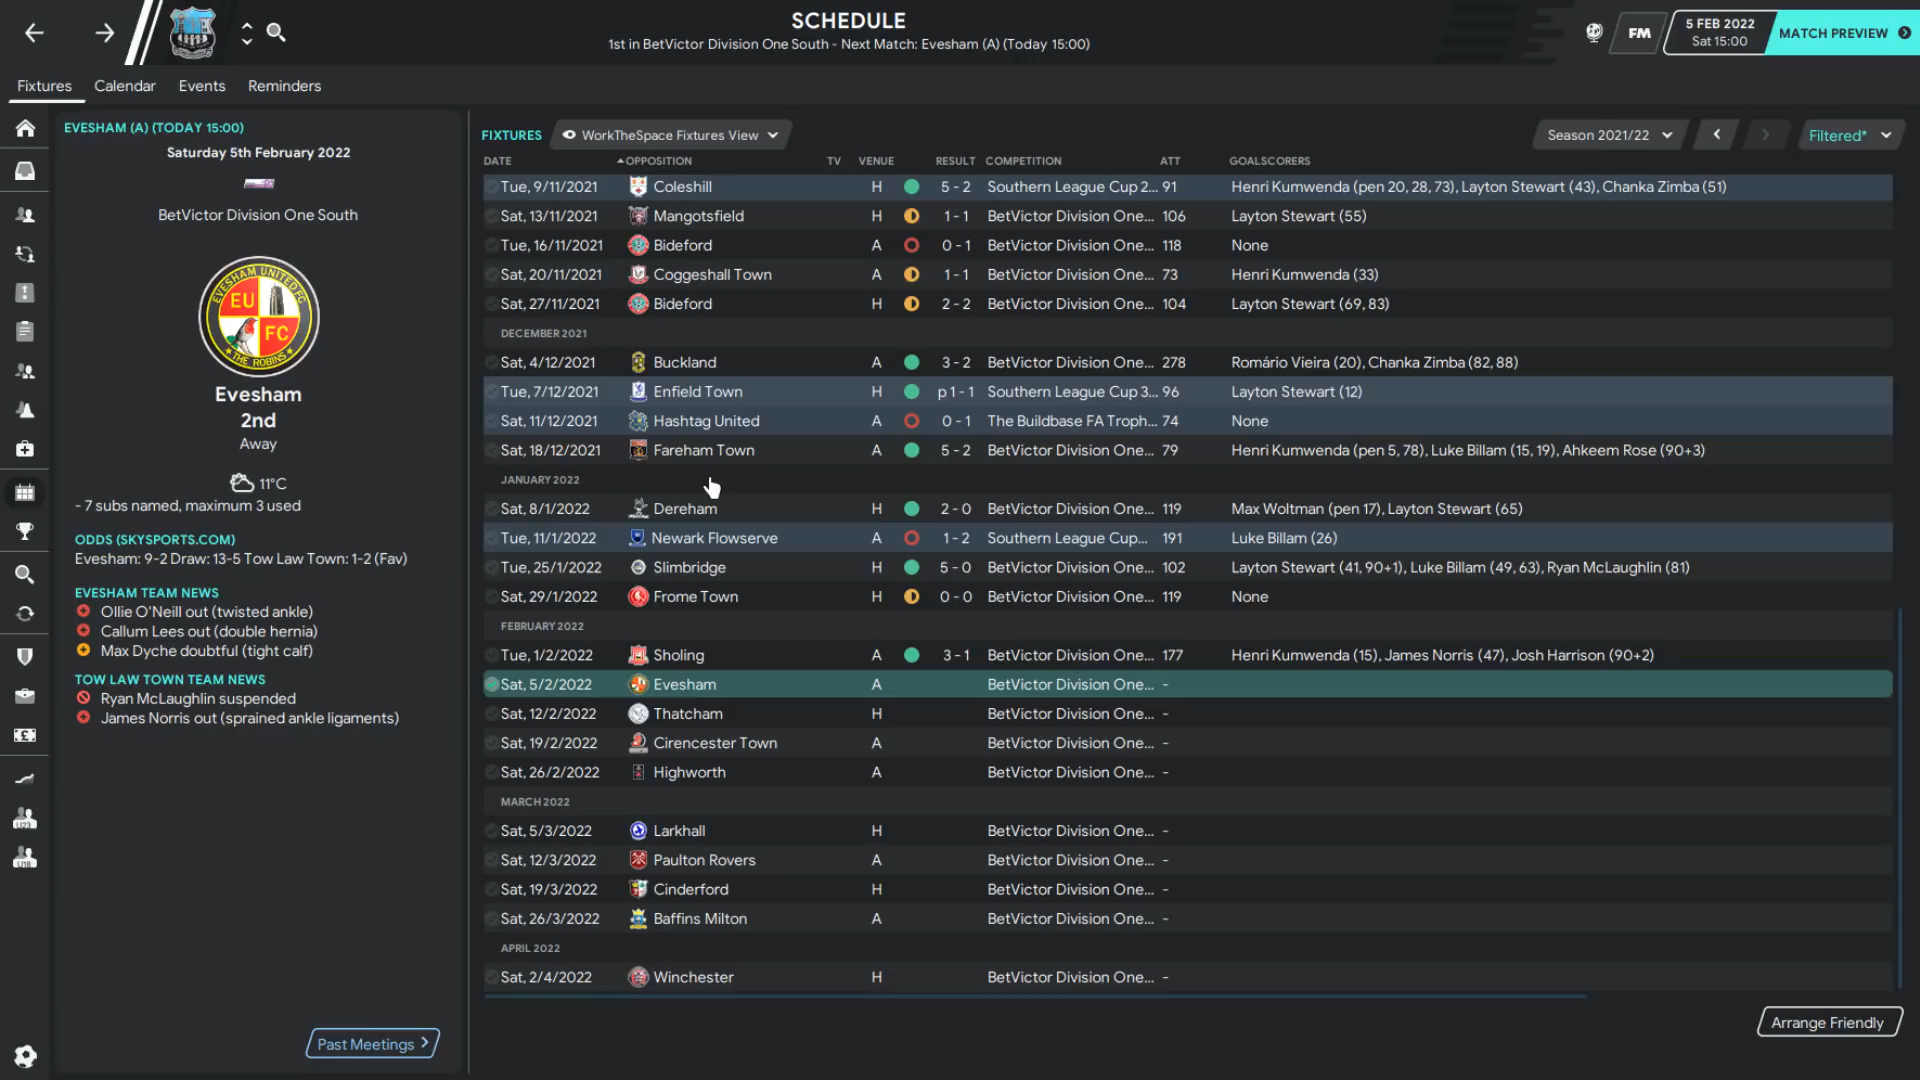 SCHEDULE
1st in BetVictor Division One South - Next Match: Evesham (A) (Today 15:00)
FM
5 FEB 2022
Sat 15:00
MATCH PREVIEW
Fixtures Calendar Events Reminders
EVESHAM (A) (TODAY 15:00)
Saturday 5th February 2022
BetVictor Division One South
EVESHAM UNITED FC
EU
FC
THE ROBINS
Evesham
2nd
Away
11°C
- 7 subs named, maximum 3 used
ODDS (SKYSPORTS.COM)
Evesham: 9-2 Draw: 13-5 Tow Law Town: 1-2 (Fav)
EVESHAM TEAM NEWS
Ollie O'Neill out (twisted ankle)
Callum Lees out (double hernia)
Max Dyche doubtful (tight calf)
TOW LAW TOWN TEAM NEWS
Ryan McLaughlin suspended
James Norris out (sprained ankle ligaments)
Past Meetings
U23
U18
FIXTURES WorkTheSpace Fixtures View Season 2021/22 Filtered*
DATE OPPOSITION TV VENUE RESULT COMPETITION ATT GOALSCORERS
Tue, 9/11/2021 Coleshill H 5 - 2 Southern League Cup 2... 91 Henri Kumwenda (pen 20, 28, 73), Layton Stewart (43), Chanka Zimba (51)
Sat, 13/11/2021 Mangotsfield H 1 - 1 BetVictor Division One... 106 Layton Stewart (55)
Tue, 16/11/2021 Bideford A 0 - 1 BetVictor Division One... 118 None
Sat, 20/11/2021 Coggeshall Town A 1 - 1 BetVictor Division One... 73 Henri Kumwenda (33)
Sat, 27/11/2021 Bideford H 2 - 2 BetVictor Division One... 104 Layton Stewart (69, 83)
DECEMBER 2021
Sat, 4/12/2021 Buckland A 3 - 2 BetVictor Division One... 278 Romário Vieira (20), Chanka Zimba (82, 88)
Tue, 7/12/2021 Enfield Town H p 1 - 1 Southern League Cup 3... 96 Layton Stewart (12)
Sat, 11/12/2021 Hashtag United A 0 - 1 The Buildbase FA Troph... 74 None
Sat, 18/12/2021 Fareham Town A 5 - 2 BetVictor Division One... 79 Henri Kumwenda (pen 5, 78), Luke Billam (15, 19), Ahkeem Rose (90+3)
JANUARY 2022
Sat, 8/1/2022 Dereham H 2 - 0 BetVictor Division One... 119 Max Woltman (pen 17), Layton Stewart (65)
Tue, 11/1/2022 Newark Flowserve A 1 - 2 Southern League Cup... 191 Luke Billam (26)
Tue, 25/1/2022 Slimbridge H 5 - 0 BetVictor Division One... 102 Layton Stewart (41, 90+1), Luke Billam (49, 63), Ryan McLaughlin (81)
Sat, 29/1/2022 Frome Town H 0 - 0 BetVictor Division One... 119 None
FEBRUARY 2022
Tue, 1/2/2022 Sholing A 3 - 1 BetVictor Division One... 177 Henri Kumwenda (15), James Norris (47), Josh Harrison (90+2)
Sat, 5/2/2022 Evesham A BetVictor Division One... -
Sat, 12/2/2022 Thatcham H BetVictor Division One... -
Sat, 19/2/2022 Cirencester Town A BetVictor Division One... -
Sat, 26/2/2022 Highworth A BetVictor Division One... -
MARCH 2022
Sat, 5/3/2022 Larkhall H BetVictor Division One... -
Sat, 12/3/2022 Paulton Rovers A BetVictor Division One... -
Sat, 19/3/2022 Cinderford H BetVictor Division One... -
Sat, 26/3/2022 Baffins Milton A BetVictor Division One... -
APRIL 2022
Sat, 2/4/2022 Winchester H BetVictor Division One... -
Arrange Friendly